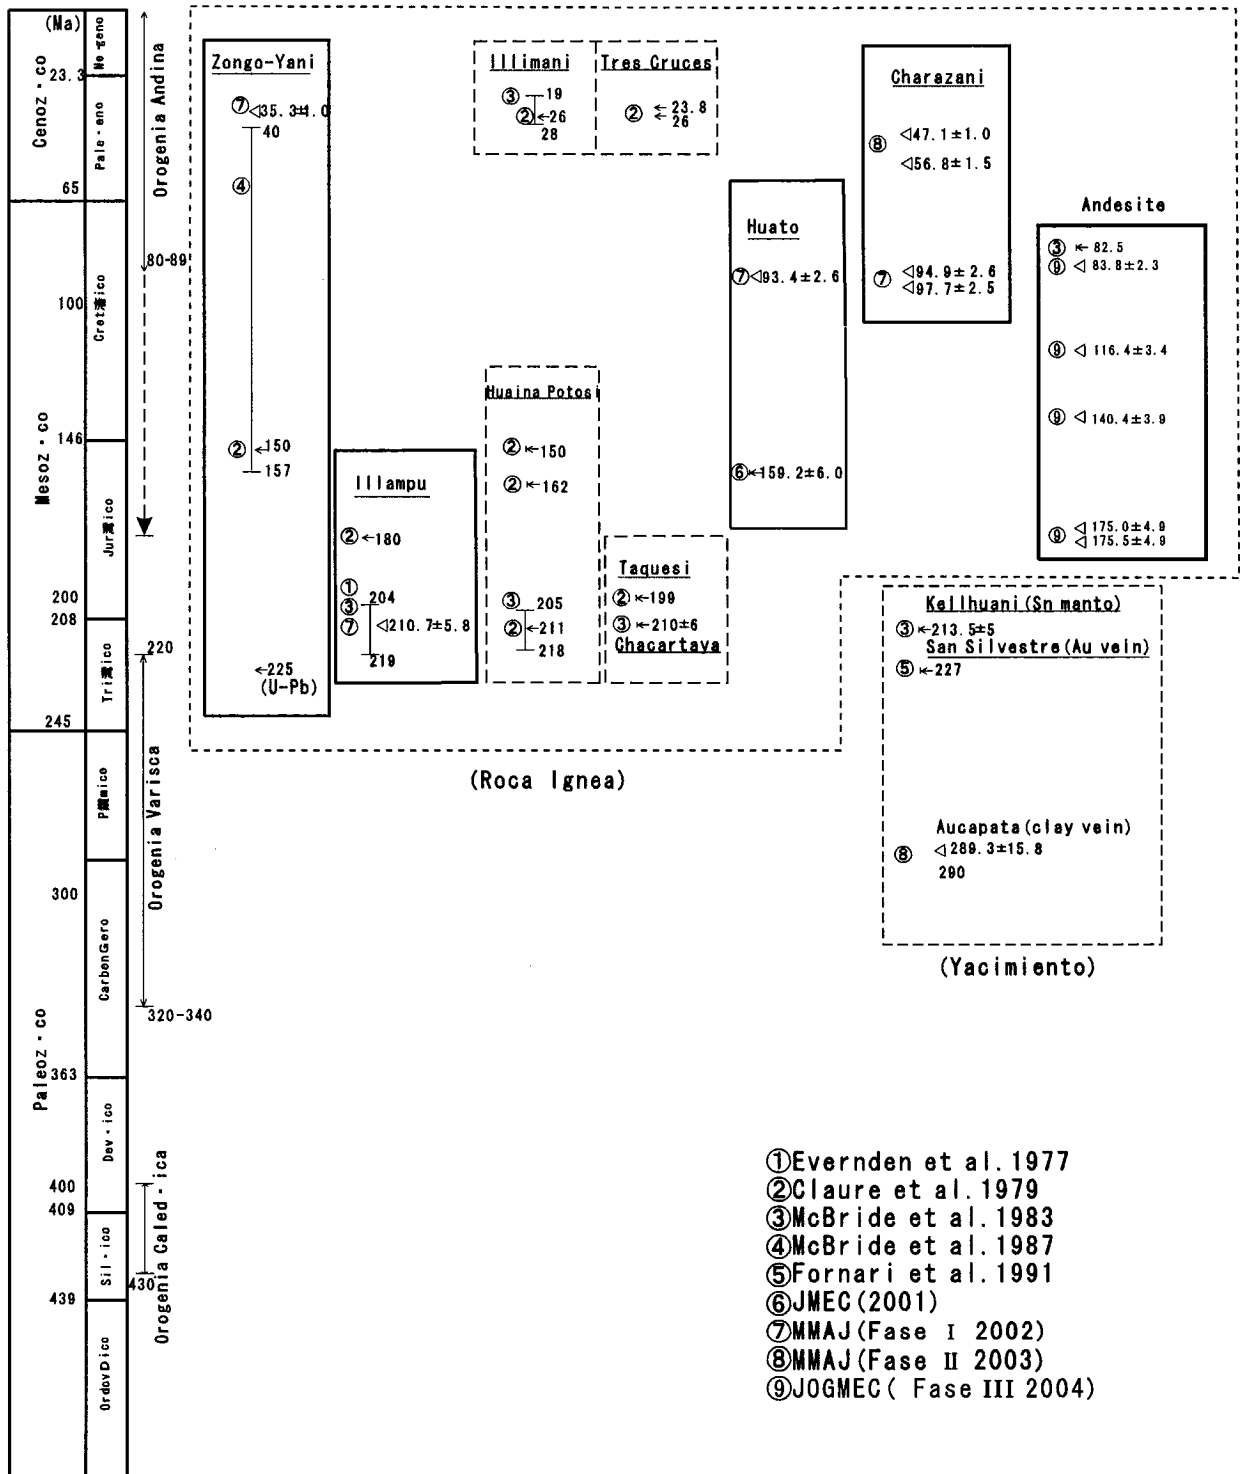 (Ma)
23.3
65
100
146
200
208
245
300
363
400
409
439
Cenoz・co
Mesoz・co
Paleoz・co
Ne・geno
Pale・eno
Orogenia Andina
80-89
220
Orogenia Varisca
320-340
Dev・ico
Sil・ico
Orogenia Caled・ica
430
Zongo-Yani
⑦ ◁35.3±1.0
40
④
② ←150
157
←225
(U-Pb)
Illampu
② ←180
①
③ 204
⑦ ◁210.7±5.8
219
Illimani
③ 19
② ←26
28
Tres Cruces
② ←23.8
←26
Huaina Potosi
② ←150
② ←162
③ 205
② ←211
218
Taquesi
② ←199
③ ←210±6
Chacartaya
Huato
⑦ ◁93.4±2.6
⑥ ←159.2±6.0
Charazani
⑧ ◁47.1±1.0
◁56.8±1.5
⑦ ◁94.9±2.6
◁97.7±2.5
Andesite
③ ←82.5
⑨ ◁83.8±2.3
⑨ ◁116.4±3.4
⑨ ◁140.4±3.9
⑨ ◁175.0±4.9
◁175.5±4.9
(Roca Ignea)
Kellhuani(Sn manto)
③ ←213.5±5
San Silvestre(Au vein)
⑤ ←227
Aucapata(clay vein)
⑧ ◁289.3±15.8
290
(Yacimiento)
①Evernden et al.1977
②Claure et al.1979
③McBride et al.1983
④McBride et al.1987
⑤Fornari et al.1991
⑥JMEC(2001)
⑦MMAJ(Fase I 2002)
⑧MMAJ(Fase II 2003)
⑨JOGMEC( Fase III 2004)